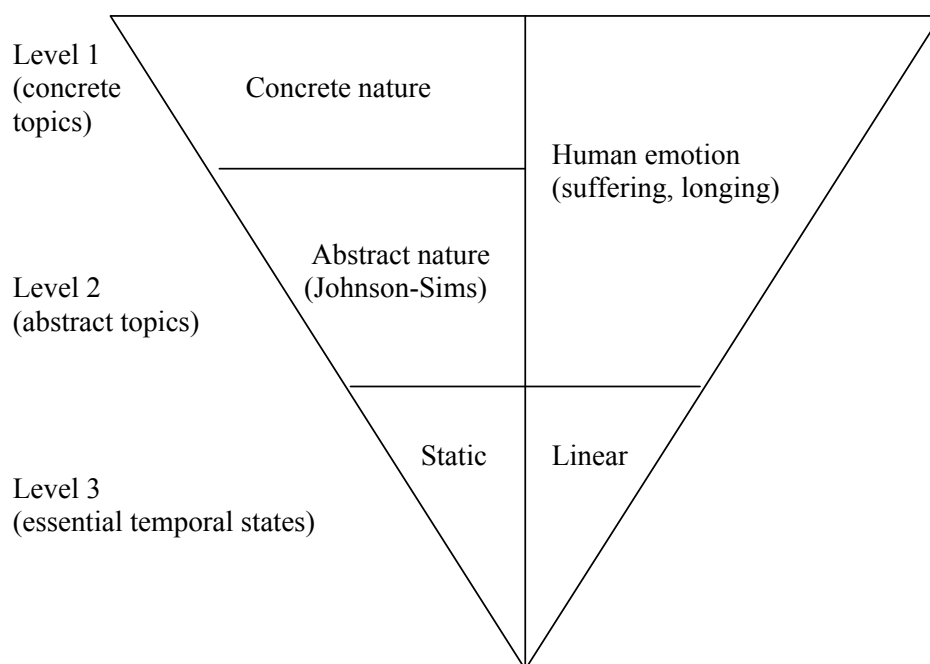 Level 1
(concrete
topics)
Concrete nature
Human emotion
(suffering, longing)
Abstract nature
(Johnson-Sims)
Level 2
(abstract topics)
Static
Linear
Level 3
(essential temporal states)